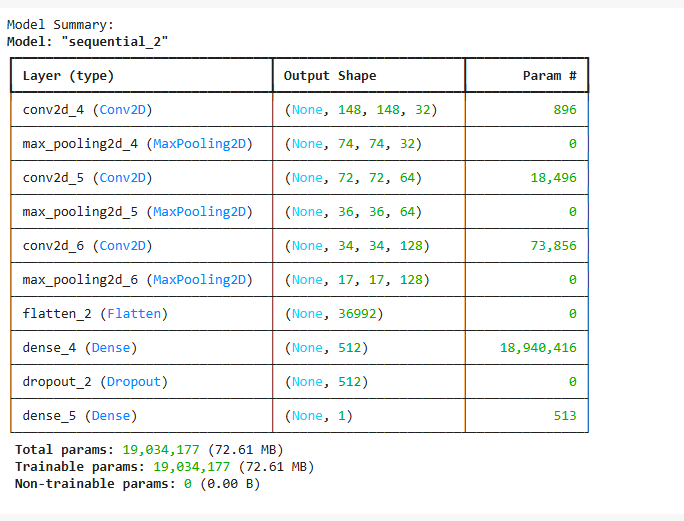 Model Summary:
Model: "sequential_2"
Layer (type) Output Shape Param #
conv2d_4 (Conv2D) (None, 148, 148, 32) 896
max_pooling2d_4 (MaxPooling2D) (None, 74, 74, 32) 0
conv2d_5 (Conv2D) (None, 72, 72, 64) 18,496
max_pooling2d_5 (MaxPooling2D) (None, 36, 36, 64) 0
conv2d_6 (Conv2D) (None, 34, 34, 128) 73,856
max_pooling2d_6 (MaxPooling2D) (None, 17, 17, 128) 0
flatten_2 (Flatten) (None, 36992) 0
dense_4 (Dense) (None, 512) 18,940,416
dropout_2 (Dropout) (None, 512) 0
dense_5 (Dense) (None, 1) 513
Total params: 19,034,177 (72.61 MB)
Trainable params: 19,034,177 (72.61 MB)
Non-trainable params: 0 (0.00 B)